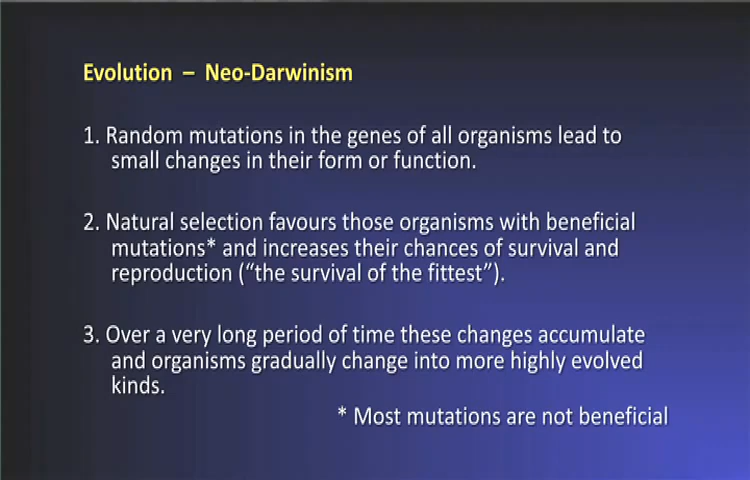 Evolution – Neo-Darwinism
1. Random mutations in the genes of all organisms lead to
small changes in their form or function.
2. Natural selection favours those organisms with beneficial
mutations* and increases their chances of survival and
reproduction (“the survival of the fittest”).
3. Over a very long period of time these changes accumulate
and organisms gradually change into more highly evolved
kinds.
* Most mutations are not beneficial